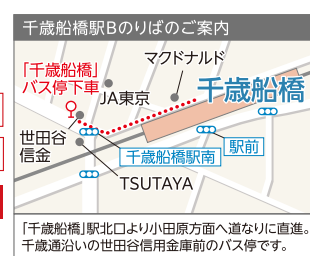 千歳船橋駅Bのりばのご案内
マクドナルド
「千歳船橋」
バス停下車
JA東京
千歳船橋
世田谷
信金
駅前
千歳船橋駅南
TSUTAYA
「千歳船橋」駅北口より小田原方面へ道なりに直進。
千歳通沿いの世田谷信用金庫前のバス停です。